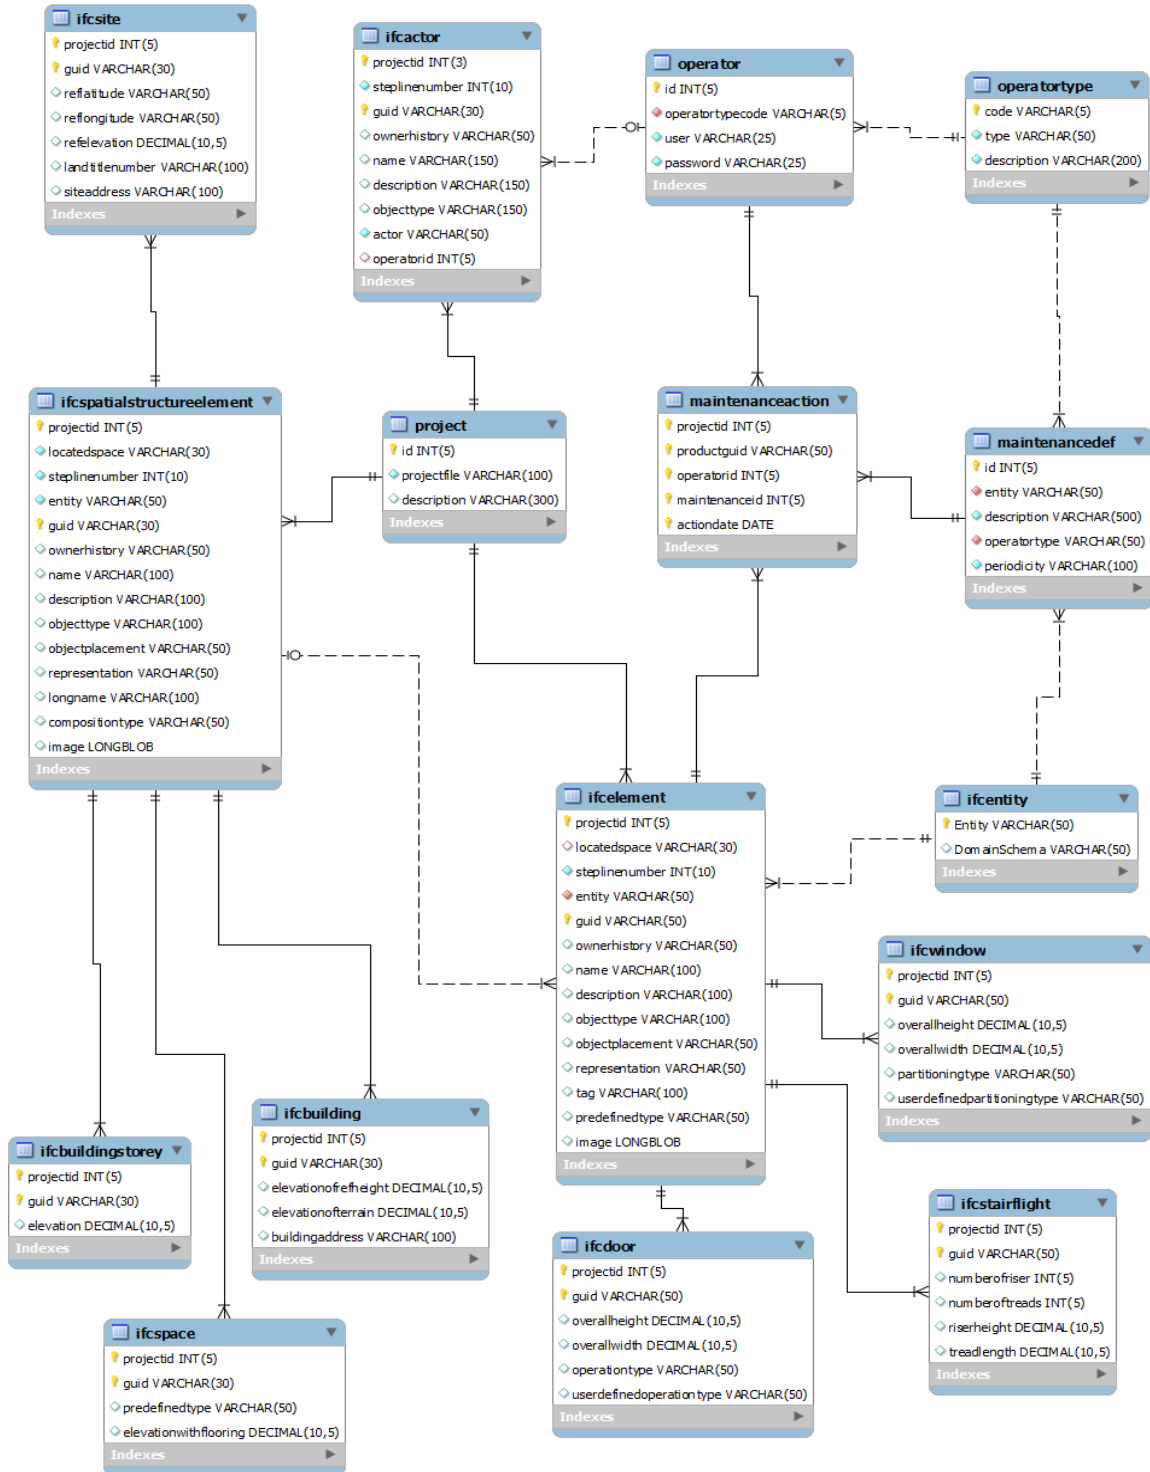 ifcsite
projectid INT(5)
guid VARCHAR(30)
reflatitude VARCHAR(50)
reflongitude VARCHAR(50)
refelevation DECIMAL(10,5)
landtitlenumber VARCHAR(100)
siteaddress VARCHAR(100)
Indexes
ifcactor
projectid INT(3)
steplinenumber INT(10)
guid VARCHAR(30)
ownerhistory VARCHAR(50)
name VARCHAR(150)
description VARCHAR(150)
objecttype VARCHAR(150)
actor VARCHAR(50)
operatorid INT(5)
Indexes
operator
id INT(5)
operatortypecode VARCHAR(5)
user VARCHAR(25)
password VARCHAR(25)
Indexes
operatortype
code VARCHAR(5)
type VARCHAR(50)
description VARCHAR(200)
Indexes
ifcspatialstructureelement
projectid INT(5)
locatedspace VARCHAR(30)
steplinenumber INT(10)
entity VARCHAR(50)
guid VARCHAR(30)
ownerhistory VARCHAR(50)
name VARCHAR(100)
description VARCHAR(100)
objecttype VARCHAR(100)
objectplacement VARCHAR(50)
representation VARCHAR(50)
longname VARCHAR(100)
compositiontype VARCHAR(50)
image LONGBLOB
Indexes
project
id INT(5)
projectfile VARCHAR(100)
description VARCHAR(300)
Indexes
maintenanceaction
projectid INT(5)
productguid VARCHAR(50)
operatorid INT(5)
maintenanceid INT(5)
actiondate DATE
Indexes
maintenancedef
id INT(5)
entity VARCHAR(50)
description VARCHAR(500)
operatortype VARCHAR(50)
periodicity VARCHAR(100)
Indexes
ifcelement
projectid INT(5)
locatedspace VARCHAR(30)
steplinenumber INT(10)
entity VARCHAR(50)
guid VARCHAR(50)
ownerhistory VARCHAR(50)
name VARCHAR(100)
description VARCHAR(100)
objecttype VARCHAR(100)
objectplacement VARCHAR(50)
representation VARCHAR(50)
tag VARCHAR(100)
predefinedtype VARCHAR(50)
image LONGBLOB
Indexes
ifcentity
Entity VARCHAR(50)
DomainSchema VARCHAR(50)
Indexes
ifcwindow
projectid INT(5)
guid VARCHAR(50)
overallheight DECIMAL(10,5)
overallwidth DECIMAL(10,5)
partitioningtype VARCHAR(50)
userdefinedpartitioningtype VARCHAR(50)
Indexes
ifcbuildingstorey
projectid INT(5)
guid VARCHAR(30)
elevation DECIMAL(10,5)
Indexes
ifcbuilding
projectid INT(5)
guid VARCHAR(30)
elevationofrefheight DECIMAL(10,5)
elevationofterrain DECIMAL(10,5)
buildingaddress VARCHAR(100)
Indexes
ifcstairflight
projectid INT(5)
guid VARCHAR(50)
numberofriser INT(5)
numberoftreads INT(5)
riserheight DECIMAL(10,5)
treadlength DECIMAL(10,5)
Indexes
ifcdoor
projectid INT(5)
guid VARCHAR(50)
overallheight DECIMAL(10,5)
overallwidth DECIMAL(10,5)
operationtype VARCHAR(50)
userdefinedoperationtype VARCHAR(50)
Indexes
ifcspace
projectid INT(5)
guid VARCHAR(30)
predefinedtype VARCHAR(50)
elevationwithflooring DECIMAL(10,5)
Indexes